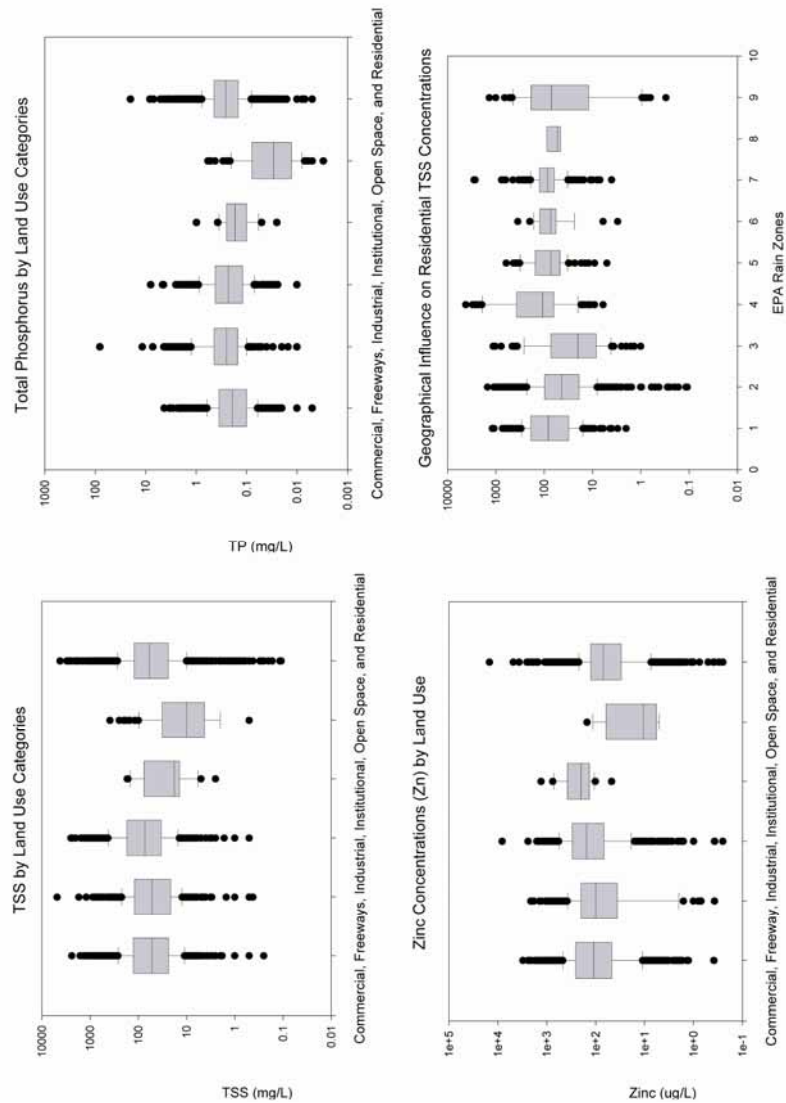 TSS by Land Use Categories
10000
1000
100
10
1
0.1
0.01
TSS (mg/L)
Commercial, Freeways, Industrial, Institutional, Open Space, and Residential
Total Phosphorus by Land Use Categories
1000
100
10
1
0.1
0.01
0.001
TP (mg/L)
Commercial, Freeways, Industrial, Institutional, Open Space, and Residential
Zinc Concentrations (Zn) by Land Use
1e+5
1e+4
1e+3
1e+2
1e+1
1e+0
1e-1
Zinc (ug/L)
Commercial, Freeway, Industrial, Institutional, Open Space, and Residential
Geographical Influence on Residential TSS Concentrations
10000
1000
100
10
1
0.1
0.01
0 1 2 3 4 5 6 7 8 9 10
EPA Rain Zones